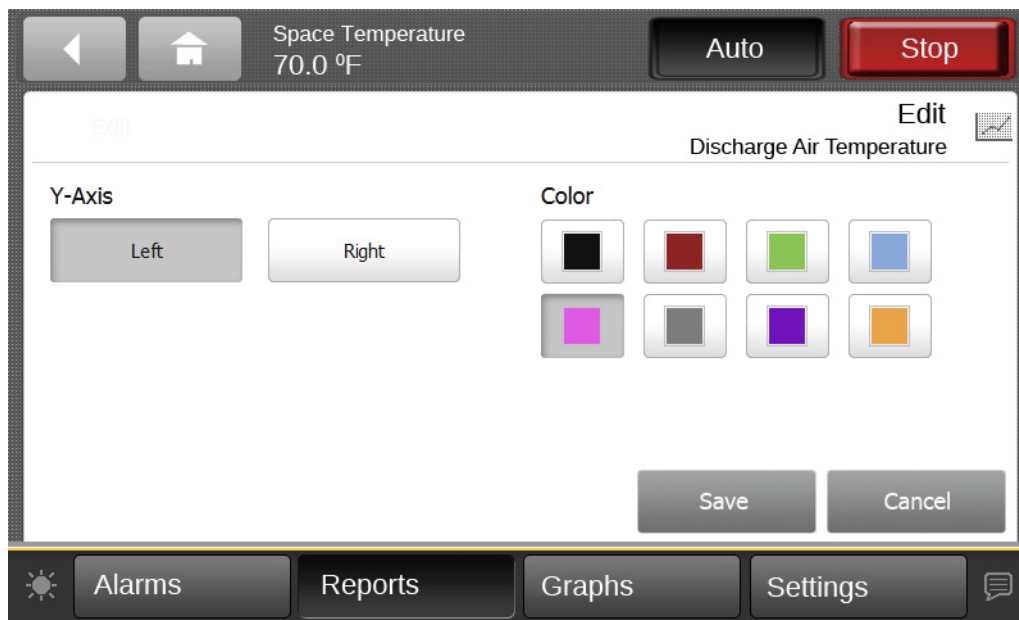 Space Temperature
70.0 ºF
Auto
Stop
Edit
Edit
Discharge Air Temperature
Y-Axis
Color
Left
Right
Save
Cancel
Alarms
Reports
Graphs
Settings